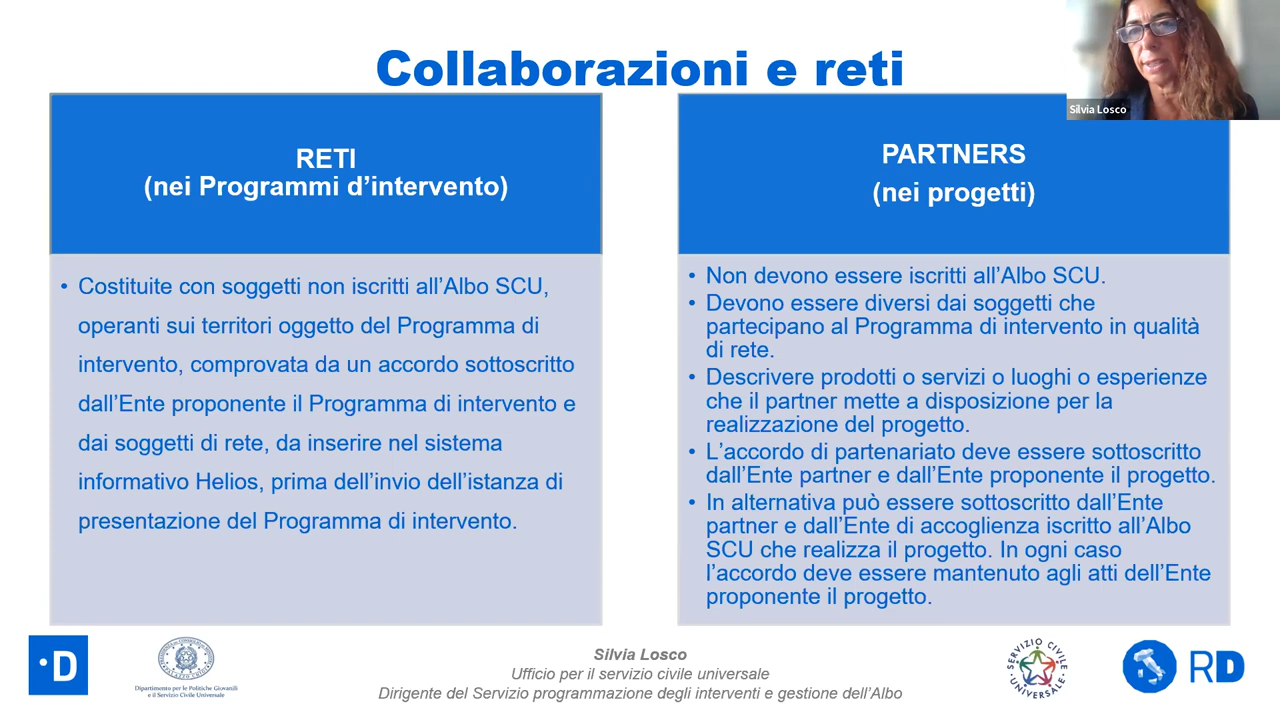 Collaborazioni e reti
Silvia Losco
RETI
(nei Programmi d’intervento)
• Costituite con soggetti non iscritti all’Albo SCU,
operanti sui territori oggetto del Programma di
intervento, comprovata da un accordo sottoscritto
dall’Ente proponente il Programma di intervento e
dai soggetti di rete, da inserire nel sistema
informativo Helios, prima dell’invio dell’istanza di
presentazione del Programma di intervento.
PARTNERS
(nei progetti)
• Non devono essere iscritti all’Albo SCU.
• Devono essere diversi dai soggetti che
partecipano al Programma di intervento in qualità
di rete.
• Descrivere prodotti o servizi o luoghi o esperienze
che il partner mette a disposizione per la
realizzazione del progetto.
• L’accordo di partenariato deve essere sottoscritto
dall’Ente partner e dall’Ente proponente il progetto.
• In alternativa può essere sottoscritto dall’Ente
partner e dall’Ente di accoglienza iscritto all’Albo
SCU che realizza il progetto. In ogni caso
l’accordo deve essere mantenuto agli atti dell’Ente
proponente il progetto.
D
Dipartimento per le Politiche Giovanili
e il Servizio Civile Universale
Silvia Losco
Ufficio per il servizio civile universale
Dirigente del Servizio programmazione degli interventi e gestione dell’Albo
SERVIZIO CIVILE
UNIVERSALE
RD